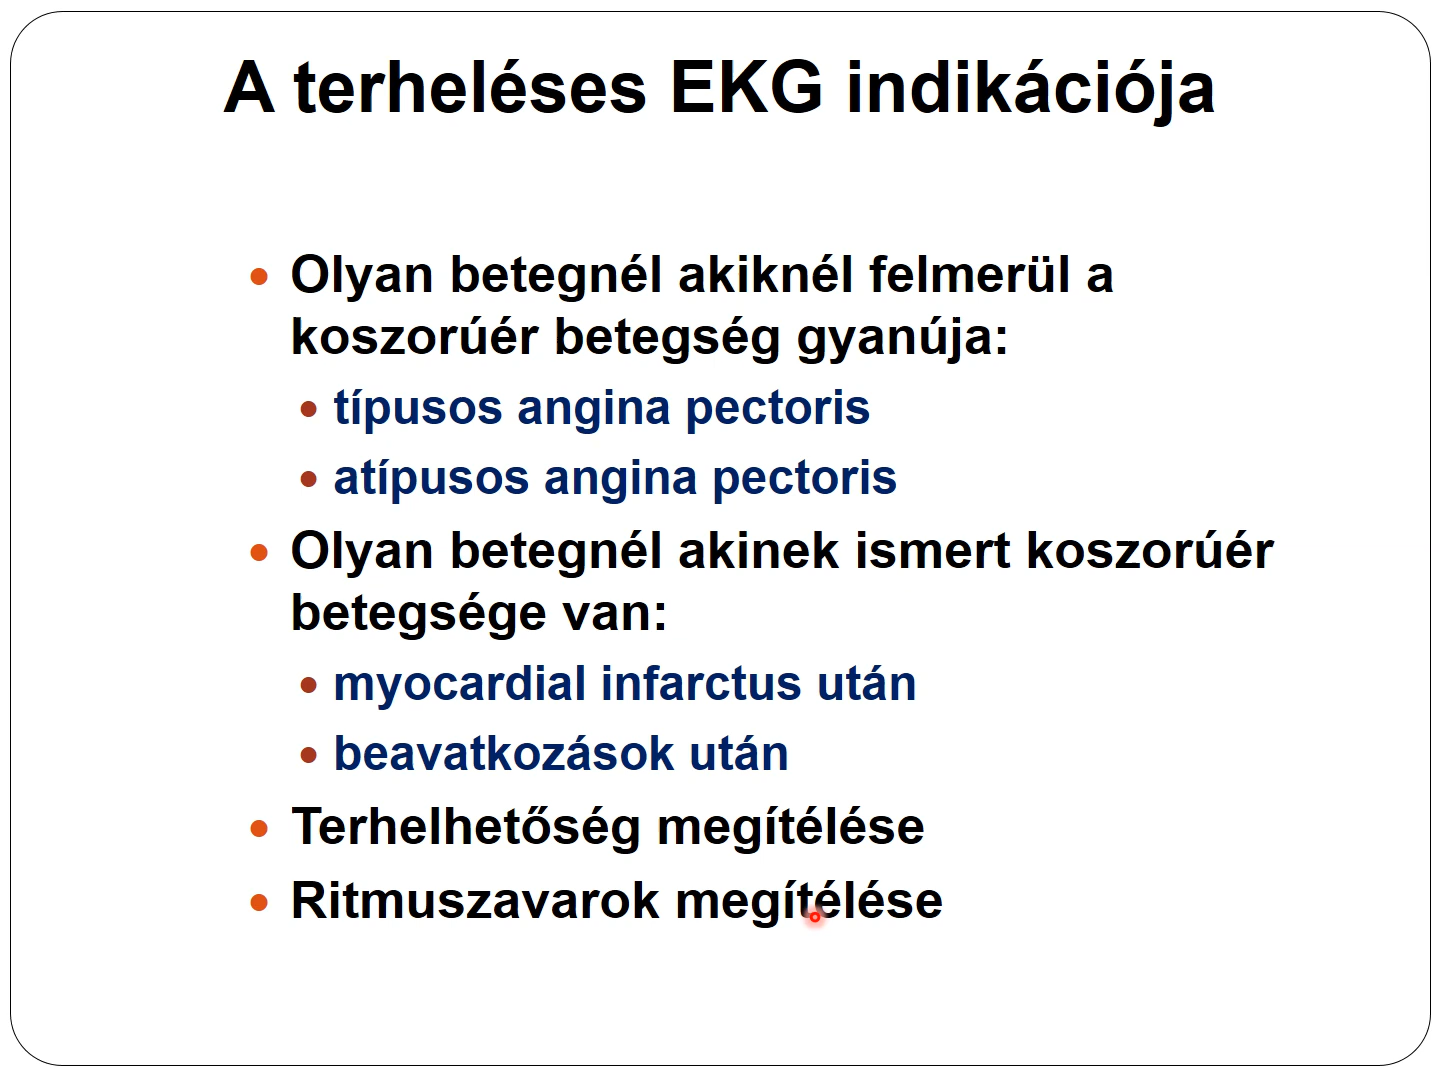 A terheléses EKG indikációja
Olyan betegnél akiknél felmerül a
koszorúér betegség gyanúja:
típusos angina pectoris
atípusos angina pectoris
Olyan betegnél akinek ismert koszorúér
betegsége van:
myocardial infarctus után
beavatkozások után
Terhelhetőség megítélése
Ritmuszavarok megítélése